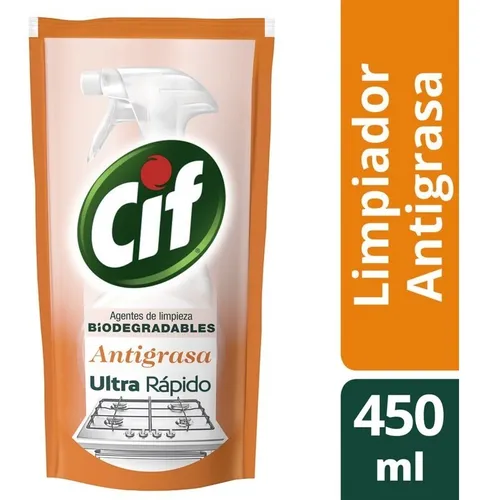 Cif
Agentes de limpieza
BiODEGRADABLES
Antigrasa
Ultra Rápido
Limpiador
Antigrasa
450
ml